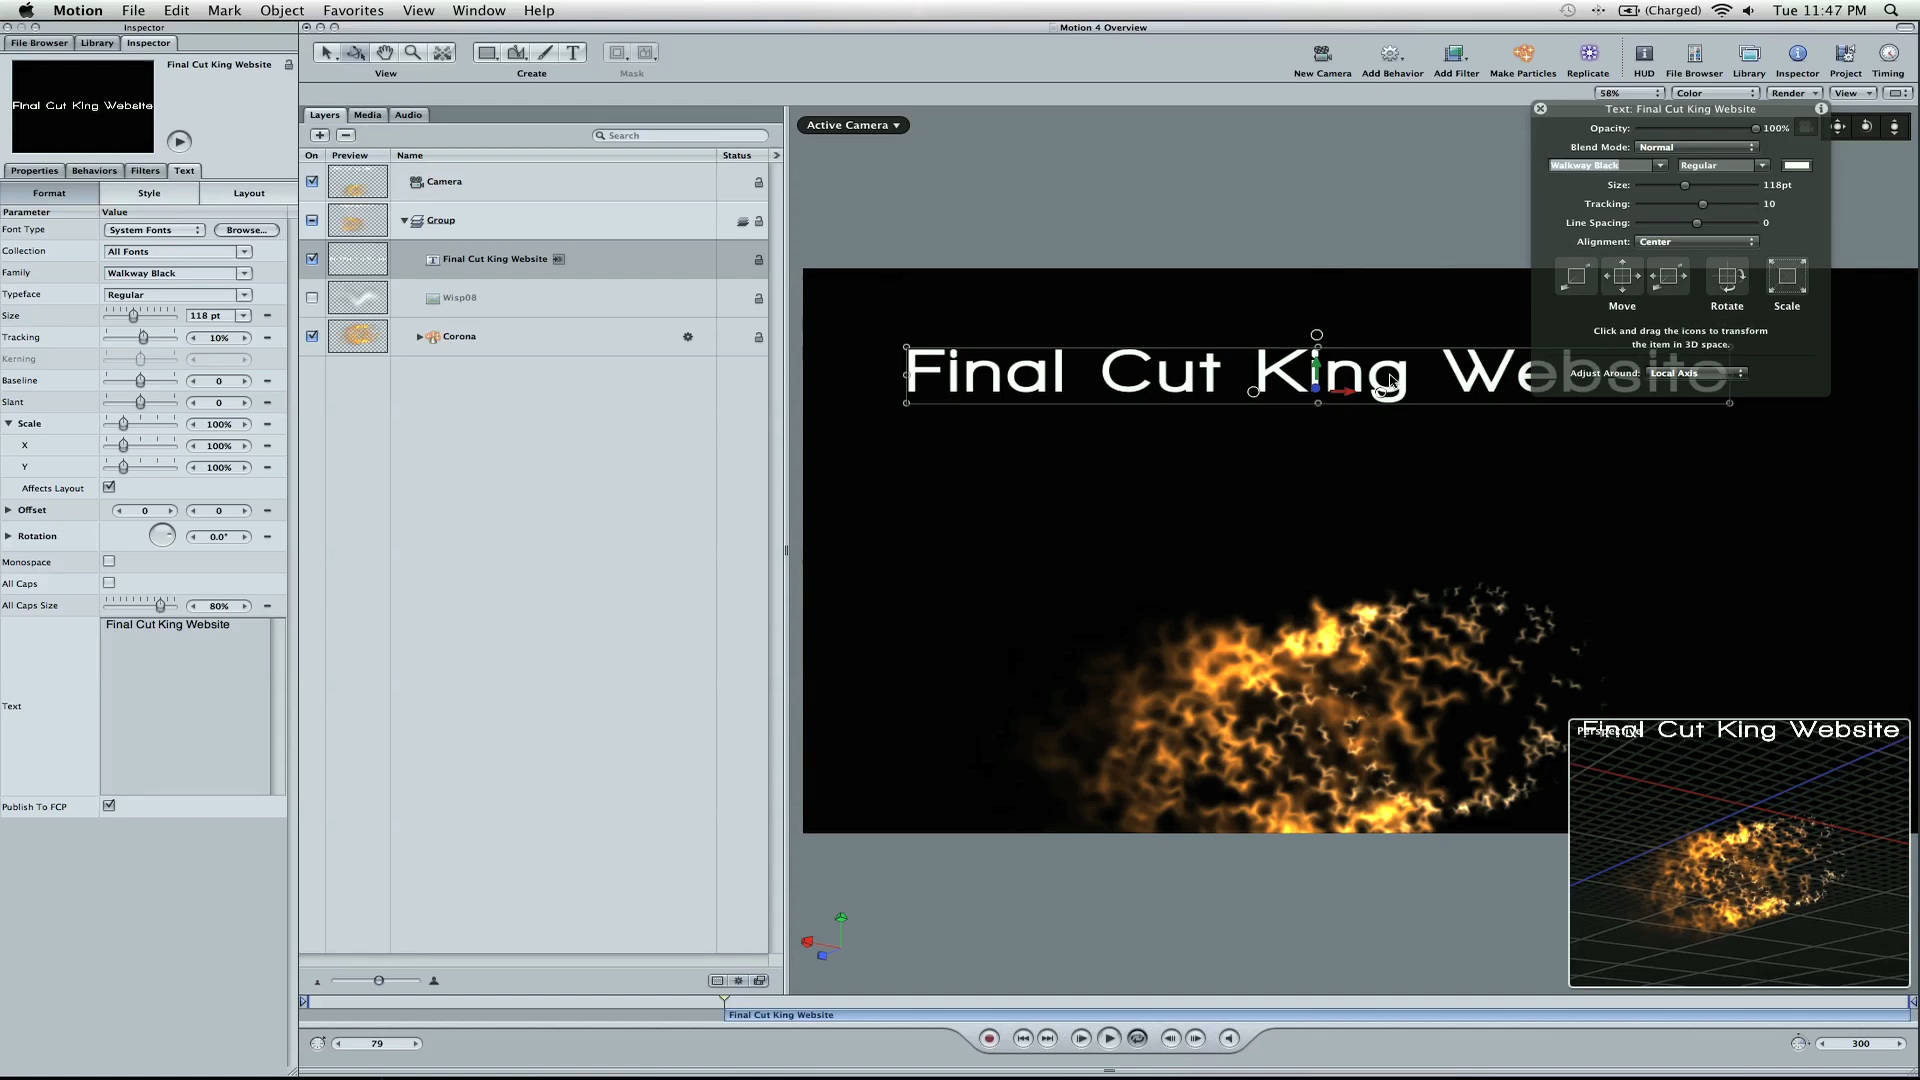 Motion File Edit Mark Object Favorites View Window Help (Charged) Tue 11:47 PM
Inspector
Motion 4 Overview
File Browser Library Inspector
Final Cut King Website
Final Cut King Website
View Create Mask
New Camera Add Behavior Add Filter Make Particles Replicate HUD File Browser Library Inspector Project Timing
58% Color Render View
Properties Behaviors Filters Text
Format Style Layout
Parameter Value
Font Type System Fonts Browse...
Collection All Fonts
Family Walkway Black
Typeface Regular
Size 118 pt
Tracking 10%
Kerning
Baseline 0
Slant 0
Scale 100%
X 100%
Y 100%
Affects Layout
Offset 0 0
Rotation 0.0°
Monospace
All Caps
All Caps Size 80%
Text Final Cut King Website
Publish To FCP
Layers Media Audio
Search
On Preview Name Status
Camera
Group
Final Cut King Website
Wisp08
Corona
Active Camera
Text: Final Cut King Website
Opacity: 100%
Blend Mode: Normal
Walkway Black Regular
Size: 118pt
Tracking: 10
Line Spacing: 0
Alignment: Center
Move Rotate Scale
Click and drag the icons to transform
the item in 3D space.
Adjust Around: Local Axis
Final Cut King Website
Perspective
Final Cut King Website
Final Cut King Website
79
300